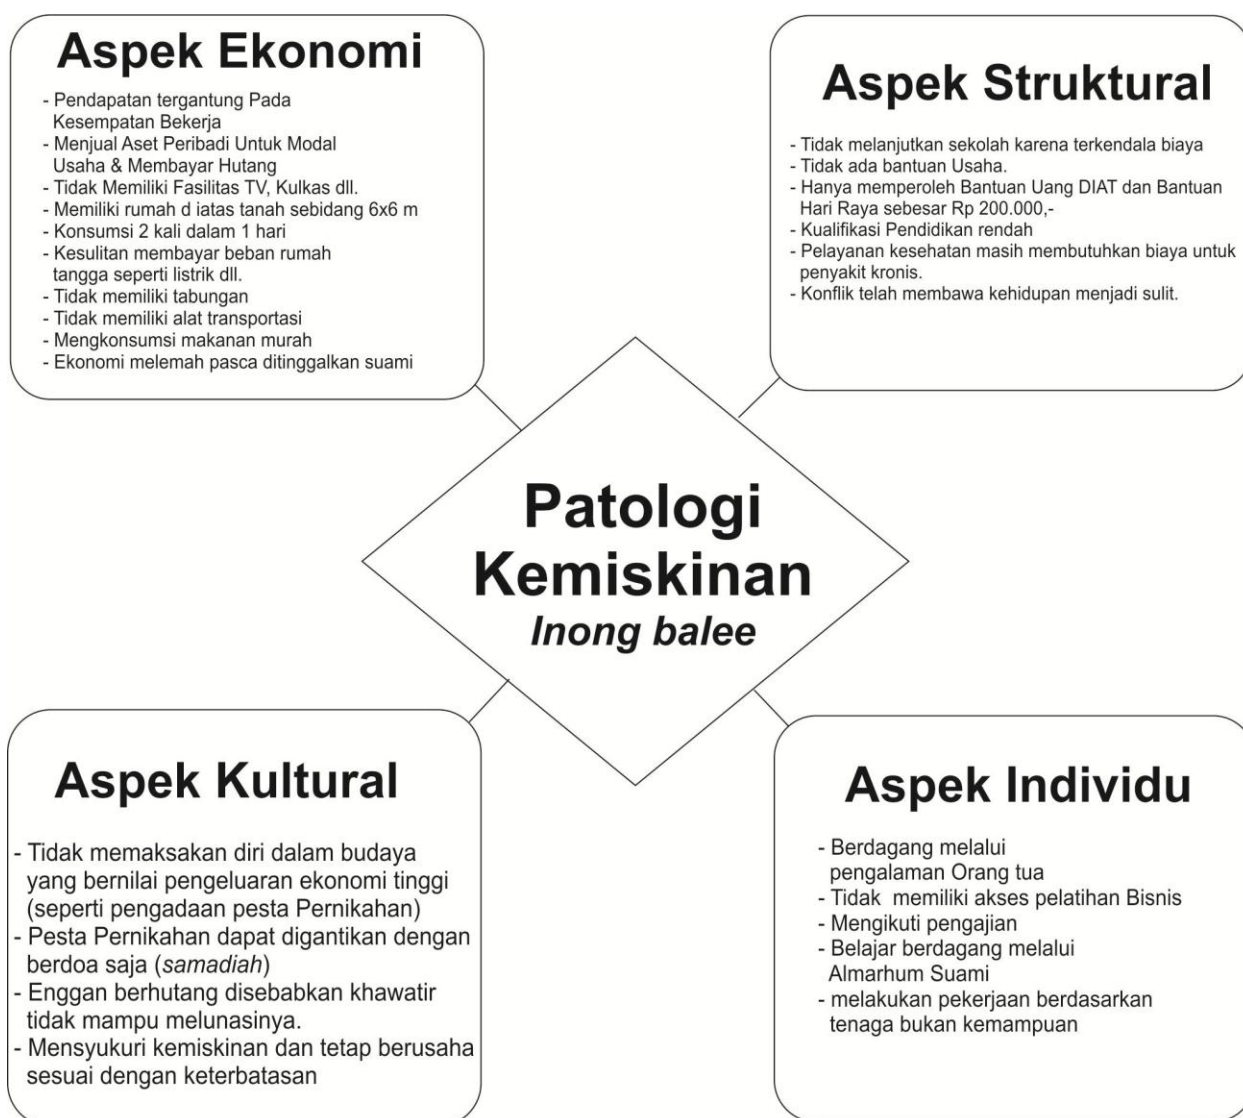 Aspek Ekonomi
- Pendapatan tergantung Pada
Kesempatan Bekerja
- Menjual Aset Peribadi Untuk Modal
Usaha & Membayar Hutang
- Tidak Memiliki Fasilitas TV, Kulkas dll.
- Memiliki rumah d iatas tanah sebidang 6x6 m
- Konsumsi 2 kali dalam 1 hari
- Kesulitan membayar beban rumah
tangga seperti listrik dll.
- Tidak memiliki tabungan
- Tidak memiliki alat transportasi
- Mengkonsumsi makanan murah
- Ekonomi melemah pasca ditinggalkan suami
Aspek Struktural
- Tidak melanjutkan sekolah karena terkendala biaya
- Tidak ada bantuan Usaha.
- Hanya memperoleh Bantuan Uang DIAT dan Bantuan
Hari Raya sebesar Rp 200.000,-
- Kualifikasi Pendidikan rendah
- Pelayanan kesehatan masih membutuhkan biaya untuk
penyakit kronis.
- Konflik telah membawa kehidupan menjadi sulit.
Patologi
Kemiskinan
Inong balee
Aspek Kultural
- Tidak memaksakan diri dalam budaya
yang bernilai pengeluaran ekonomi tinggi
(seperti pengadaan pesta Pernikahan)
- Pesta Pernikahan dapat digantikan dengan
berdoa saja (samadiah)
- Enggan berhutang disebabkan khawatir
tidak mampu melunasinya.
- Mensyukuri kemiskinan dan tetap berusaha
sesuai dengan keterbatasan
Aspek Individu
- Berdagang melalui
pengalaman Orang tua
- Tidak memiliki akses pelatihan Bisnis
- Mengikuti pengajian
- Belajar berdagang melalui
Almarhum Suami
- melakukan pekerjaan berdasarkan
tenaga bukan kemampuan